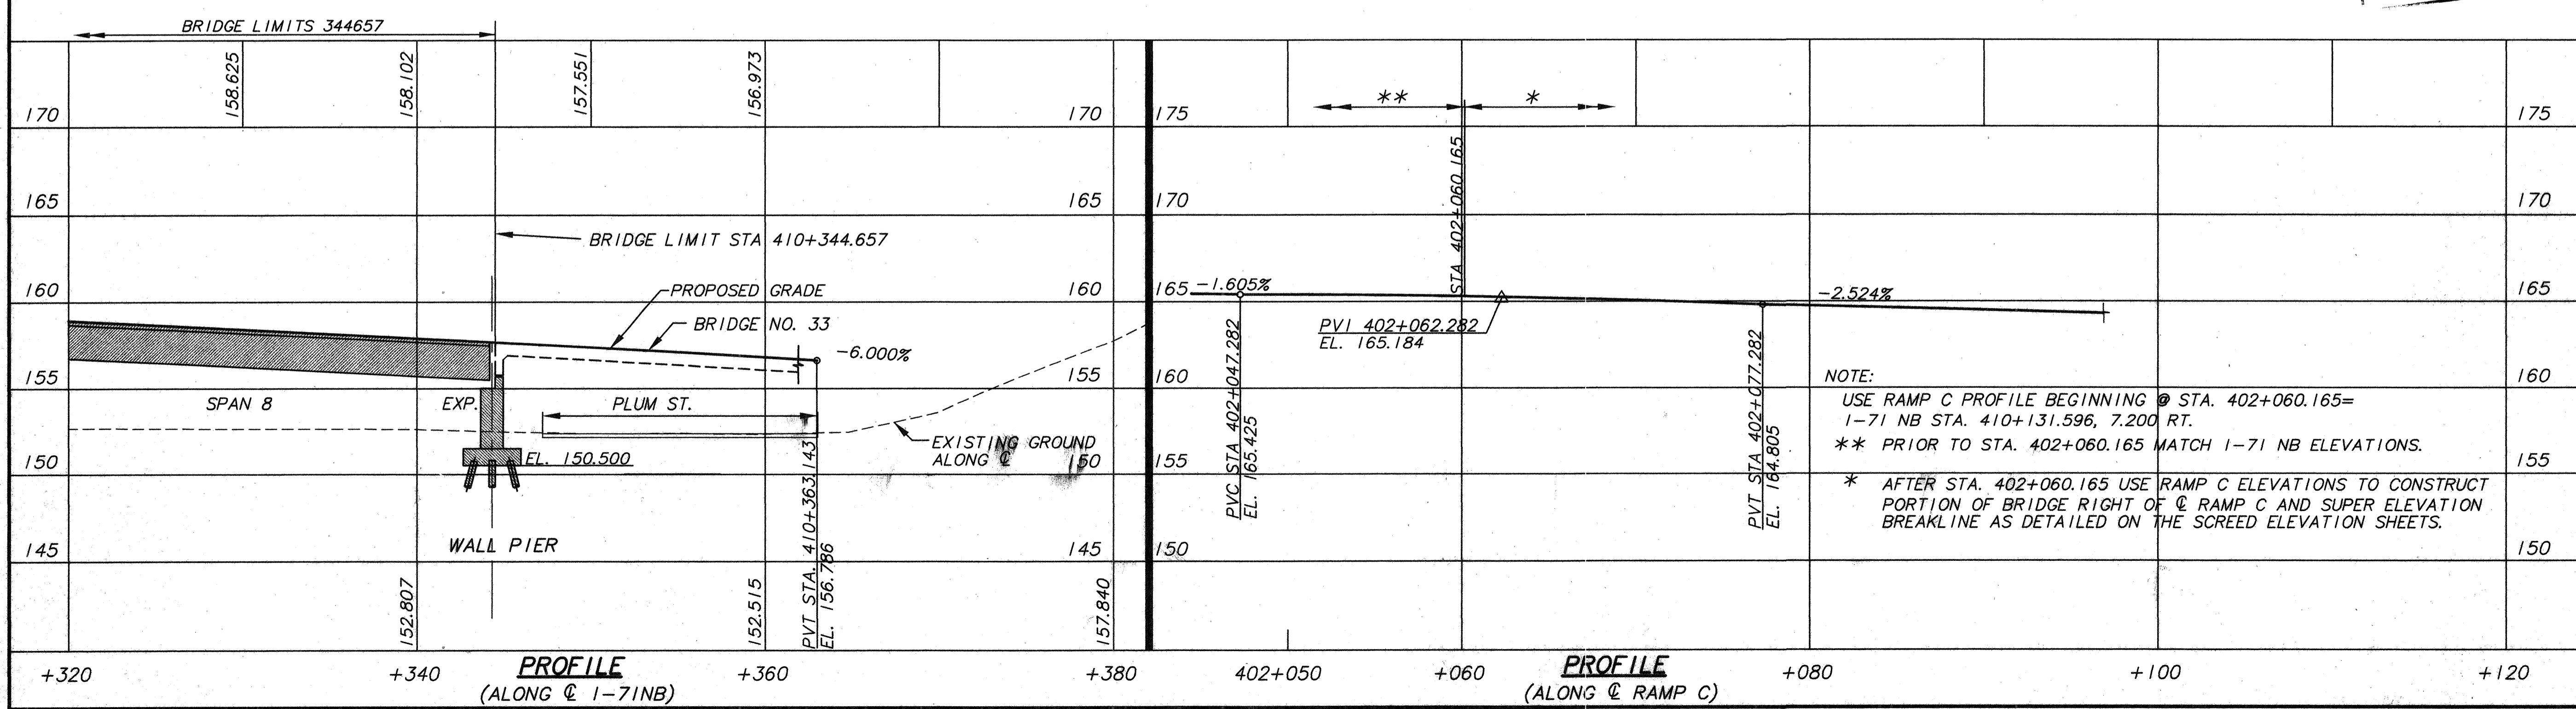 BRIDGE LIMITS 344657
158.625
158.102
157.551
156.973
170
170
165
165
160
160
155
155
150
150
145
145
BRIDGE LIMIT STA 410+344.657
PROPOSED GRADE
BRIDGE NO. 33
-6.000%
SPAN 8
EXP.
PLUM ST.
EXISTING GROUND
ALONG ℄
EL. 150.500
WALL PIER
152.807
152.515
PVT STA. 410+363.143
EL. 156.786
157.840
+320
+340
+360
+380
PROFILE
(ALONG ℄ I-71NB)
175
175
170
170
165
165
160
160
155
155
150
150
**
*
STA 402+060.165
-1.605%
-2.524%
PVI 402+062.282
EL. 165.184
PVC STA 402+047.282
EL. 165.425
PVT STA 402+077.282
EL. 164.805
NOTE:
USE RAMP C PROFILE BEGINNING @ STA. 402+060.165=
I-71 NB STA. 410+131.596, 7.200 RT.
** PRIOR TO STA. 402+060.165 MATCH I-71 NB ELEVATIONS.
* AFTER STA. 402+060.165 USE RAMP C ELEVATIONS TO CONSTRUCT
PORTION OF BRIDGE RIGHT OF ℄ RAMP C AND SUPER ELEVATION
BREAKLINE AS DETAILED ON THE SCREED ELEVATION SHEETS.
402+050
+060
+080
+100
+120
PROFILE
(ALONG ℄ RAMP C)